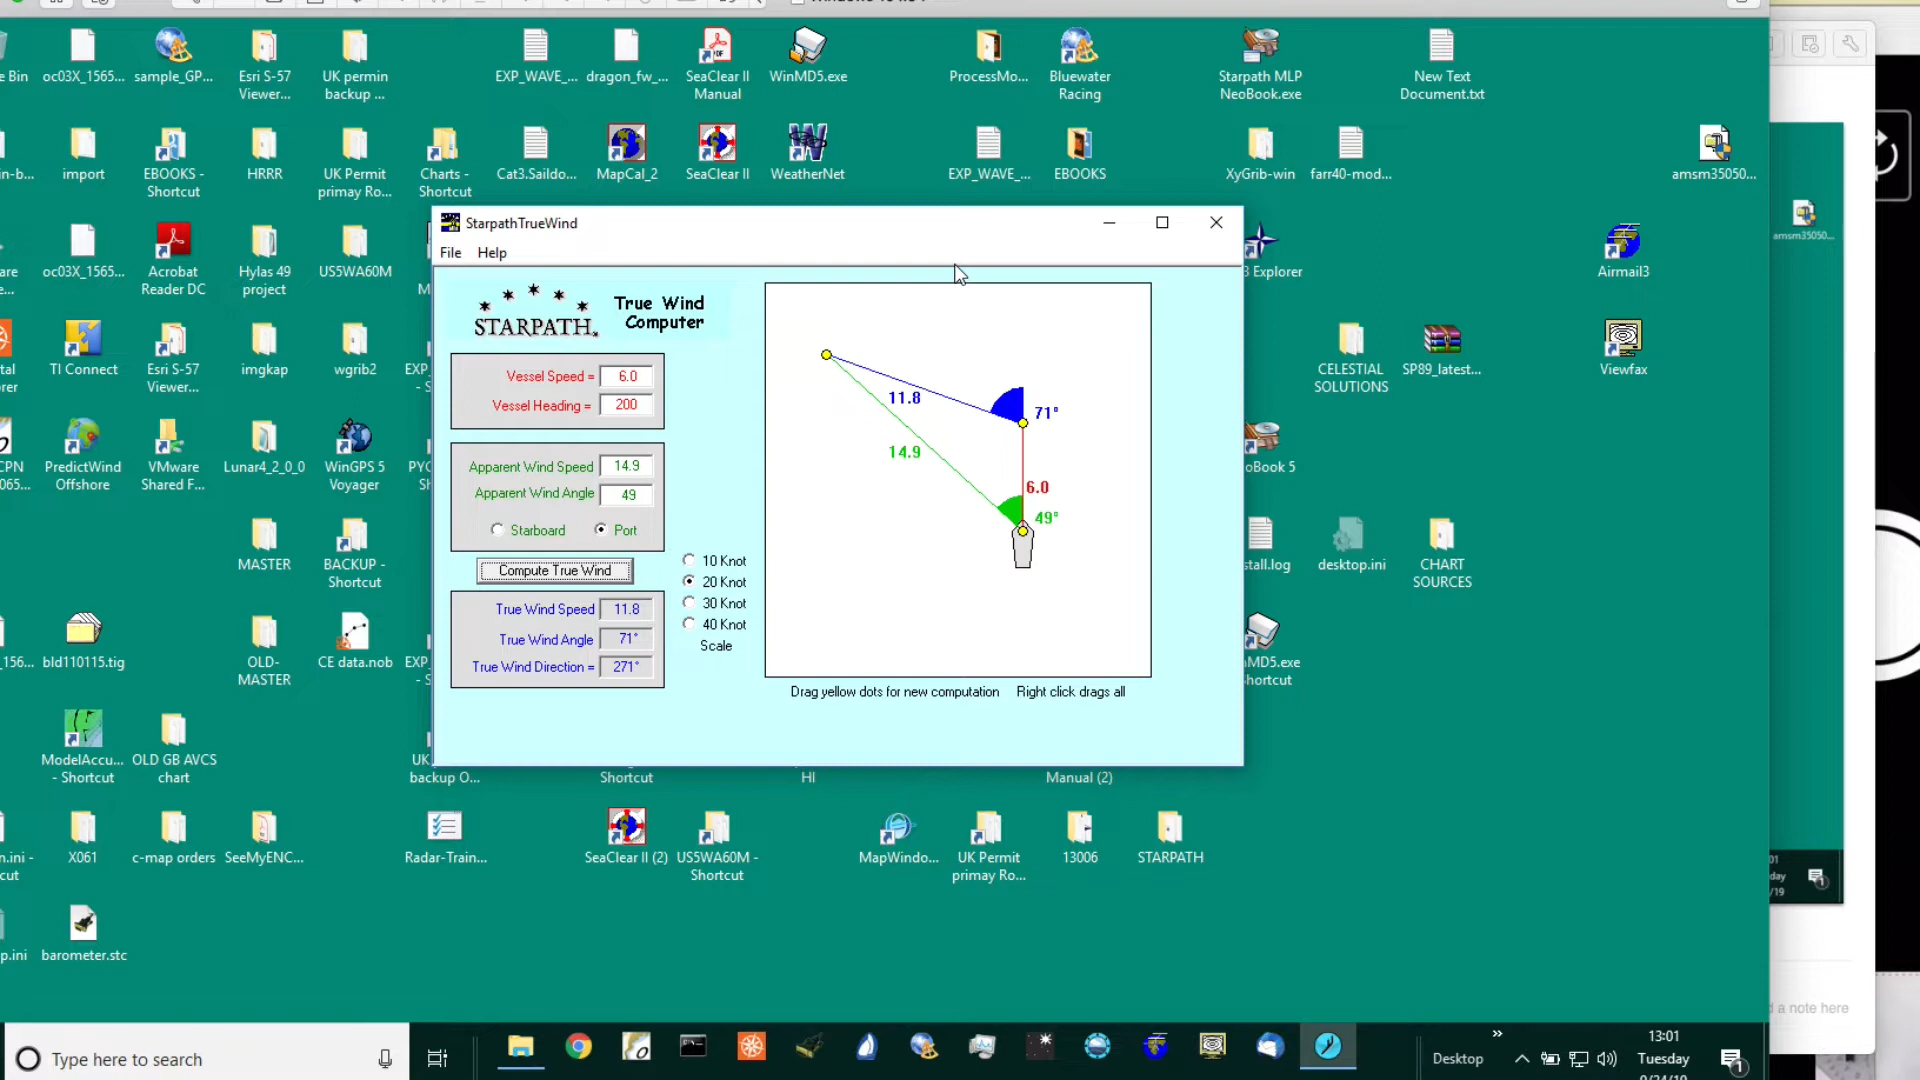 oc03X_1565...
sample_GP...
Esri S-57
Viewer...
UK permin
backup ...
EXP_WAVE_...
dragon_fw_...
SeaClear II
Manual
WinMD5.exe
ProcessMo...
Bluewater
Racing
Starpath MLP
NeoBook.exe
New Text
Document.txt
import
EBOOKS -
Shortcut
HRRR
UK Permit
primay Ro...
Charts -
Shortcut
Cat3.Saildo...
MapCal_2
SeaClear II
WeatherNet
EXP_WAVE_...
EBOOKS
XyGrib-win
farr40-mod...
amsm35050...
amsm35050...
StarpathTrueWind
File Help
oc03X_1565...
Acrobat
Reader DC
Hylas 49
project
US5WA60M
3 Explorer
Airmail3
STARPATH.
True Wind
Computer
Vessel Speed = 6.0
Vessel Heading = 200
Apparent Wind Speed 14.9
Apparent Wind Angle 49
Starboard Port
Compute True Wind
True Wind Speed 11.8
True Wind Angle 71°
True Wind Direction = 271°
10 Knot
20 Knot
30 Knot
40 Knot
Scale
11.8
71°
14.9
6.0
49°
Drag yellow dots for new computation Right click drags all
TI Connect
Esri S-57
Viewer...
imgkap
wgrib2
CELESTIAL
SOLUTIONS
SP89_latest...
Viewfax
PredictWind
Offshore
VMware
Shared F...
Lunar4_2_0_0
WinGPS 5
Voyager
oBook 5
MASTER
BACKUP -
Shortcut
stall.log
desktop.ini
CHART
SOURCES
bld110115.tig
OLD-
MASTER
CE data.nob
MD5.exe
hortcut
ModelAccu...
- Shortcut
OLD GB AVCS
chart
backup O...
Shortcut
HI
Manual (2)
X061
c-map orders
SeeMyENC...
Radar-Train...
SeaClear II (2)
US5WA60M -
Shortcut
MapWindo...
UK Permit
primay Ro...
13006
STARPATH
barometer.stc
d a note here
Type here to search
Desktop
13:01
Tuesday